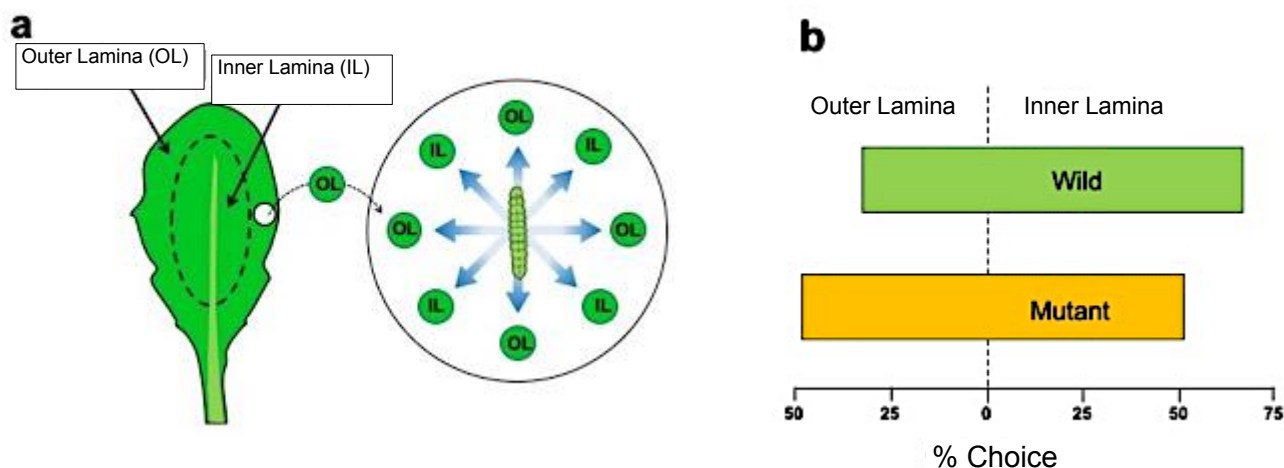 a
Outer Lamina (OL)
Inner Lamina (IL)
OL
OL
IL
IL
OL
OL
IL
IL
OL
b
Outer Lamina
Inner Lamina
Wild
Mutant
50
25
0
25
50
75
% Choice